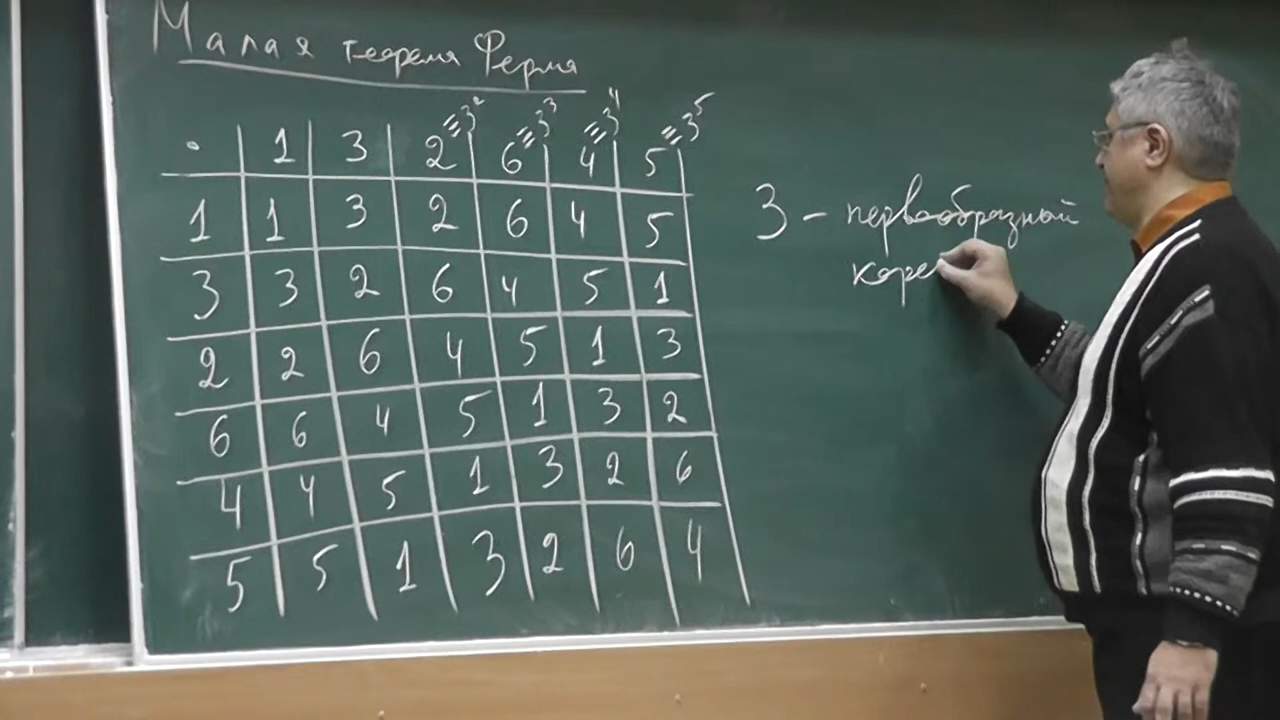 Малая теорема Ферма
· 1 3 2≡3² 6≡3³ 4≡3⁴ 5≡3⁵
1 1 3 2 6 4 5
3 3 2 6 4 5 1
2 2 6 4 5 1 3
6 6 4 5 1 3 2
4 4 5 1 3 2 6
5 5 1 3 2 6 4
3 – первообразный
коре